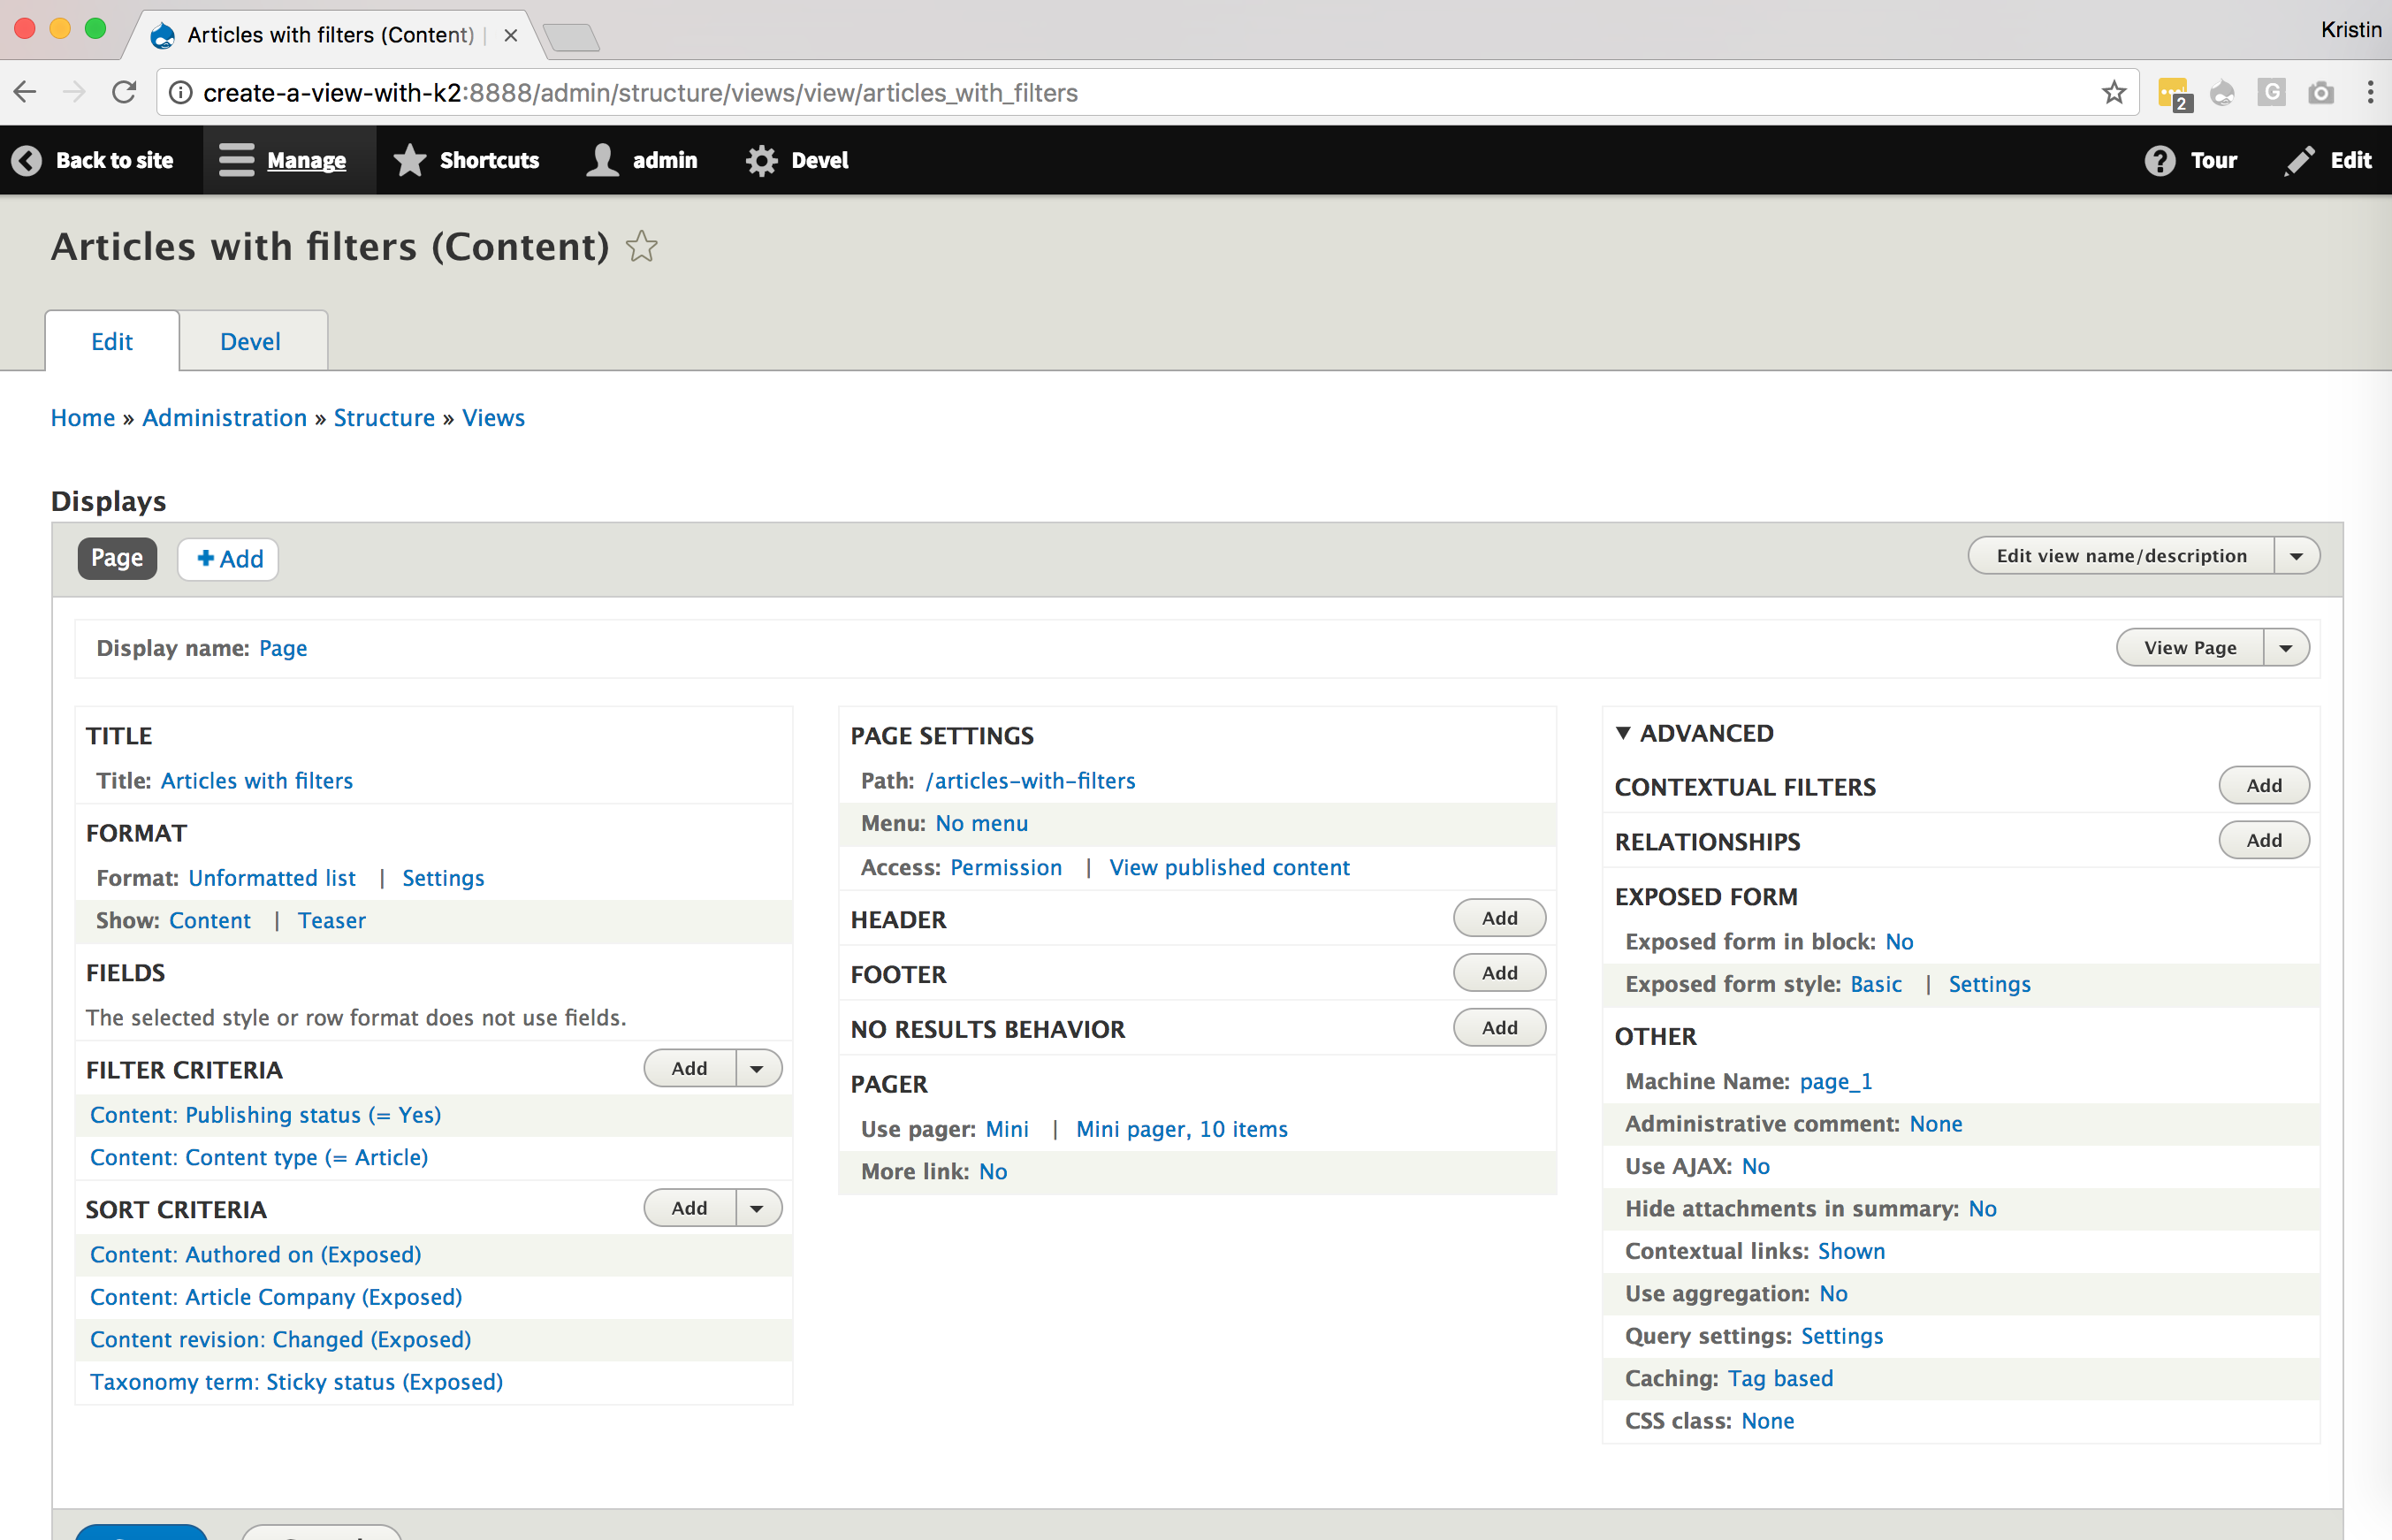 Articles with filters (Content) |
Kristin
create-a-view-with-k2:8888/admin/structure/views/view/articles_with_filters
2
G
Back to site
Manage
Shortcuts
admin
Devel
Tour
Edit
Articles with filters (Content)
Edit
Devel
Home » Administration » Structure » Views
Displays
Page
Add
Edit view name/description
Display name: Page
View Page
TITLE
Title: Articles with filters
FORMAT
Format: Unformatted list | Settings
Show: Content | Teaser
FIELDS
The selected style or row format does not use fields.
FILTER CRITERIA
Add
Content: Publishing status (= Yes)
Content: Content type (= Article)
SORT CRITERIA
Add
Content: Authored on (Exposed)
Content: Article Company (Exposed)
Content revision: Changed (Exposed)
Taxonomy term: Sticky status (Exposed)
PAGE SETTINGS
Path: /articles-with-filters
Menu: No menu
Access: Permission | View published content
HEADER
Add
FOOTER
Add
NO RESULTS BEHAVIOR
Add
PAGER
Use pager: Mini | Mini pager, 10 items
More link: No
ADVANCED
CONTEXTUAL FILTERS
Add
RELATIONSHIPS
Add
EXPOSED FORM
Exposed form in block: No
Exposed form style: Basic | Settings
OTHER
Machine Name: page_1
Administrative comment: None
Use AJAX: No
Hide attachments in summary: No
Contextual links: Shown
Use aggregation: No
Query settings: Settings
Caching: Tag based
CSS class: None